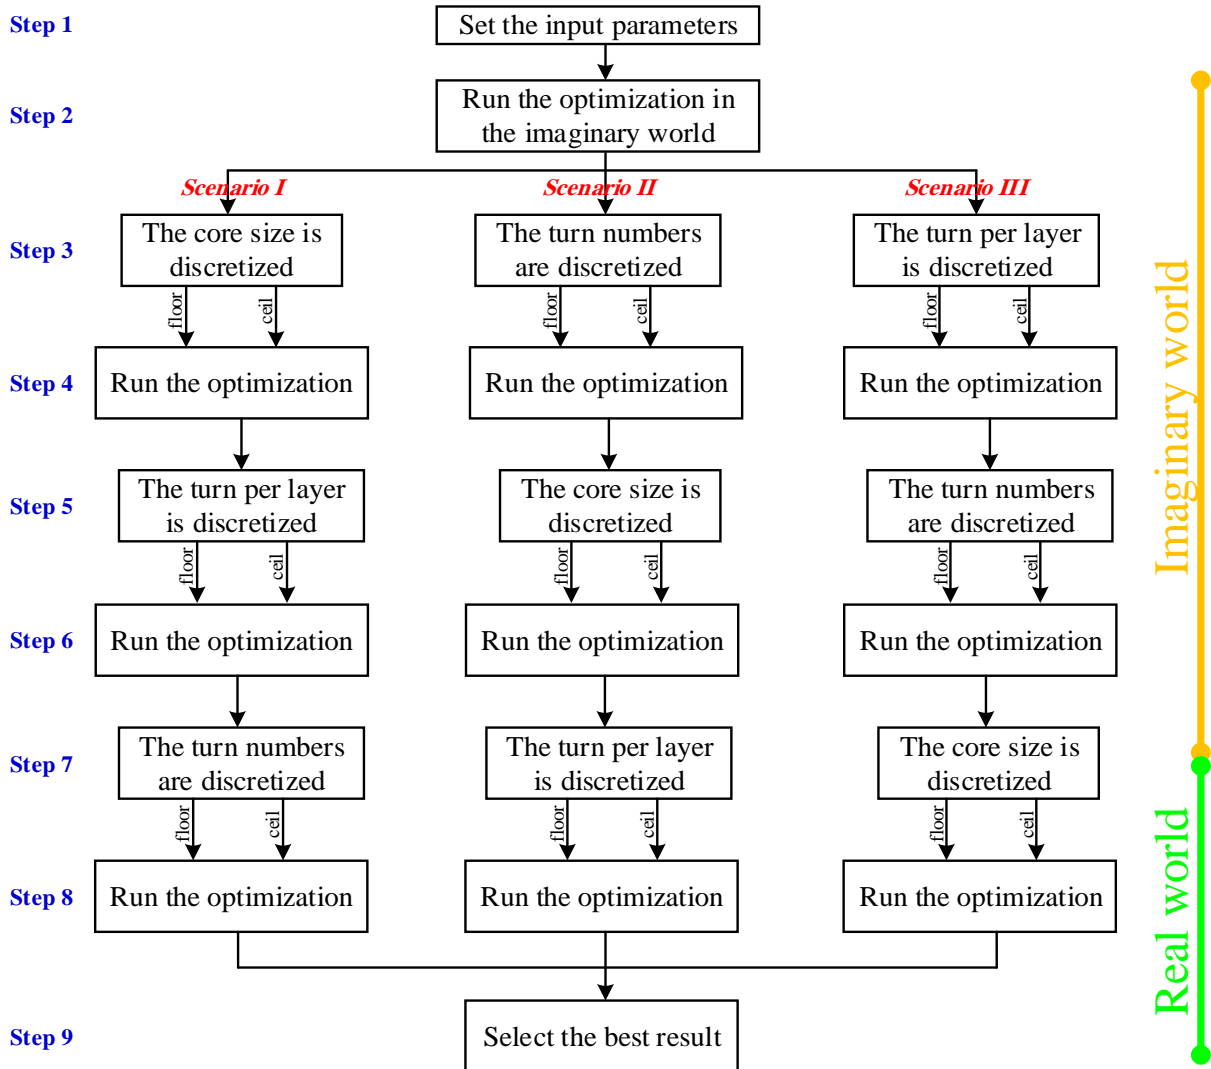 Step 1
Set the input parameters
Step 2
Run the optimization in
the imaginary world
Scenario I
Scenario II
Scenario III
Step 3
The core size is
discretized
The turn numbers
are discretized
The turn per layer
is discretized
floor
ceil
floor
ceil
floor
ceil
Step 4
Run the optimization
Run the optimization
Run the optimization
Step 5
The turn per layer
is discretized
The core size is
discretized
The turn numbers
are discretized
floor
ceil
floor
ceil
floor
ceil
Step 6
Run the optimization
Run the optimization
Run the optimization
Step 7
The turn numbers
are discretized
The turn per layer
is discretized
The core size is
discretized
floor
ceil
floor
ceil
floor
ceil
Step 8
Run the optimization
Run the optimization
Run the optimization
Step 9
Select the best result
Imaginary world
Real world